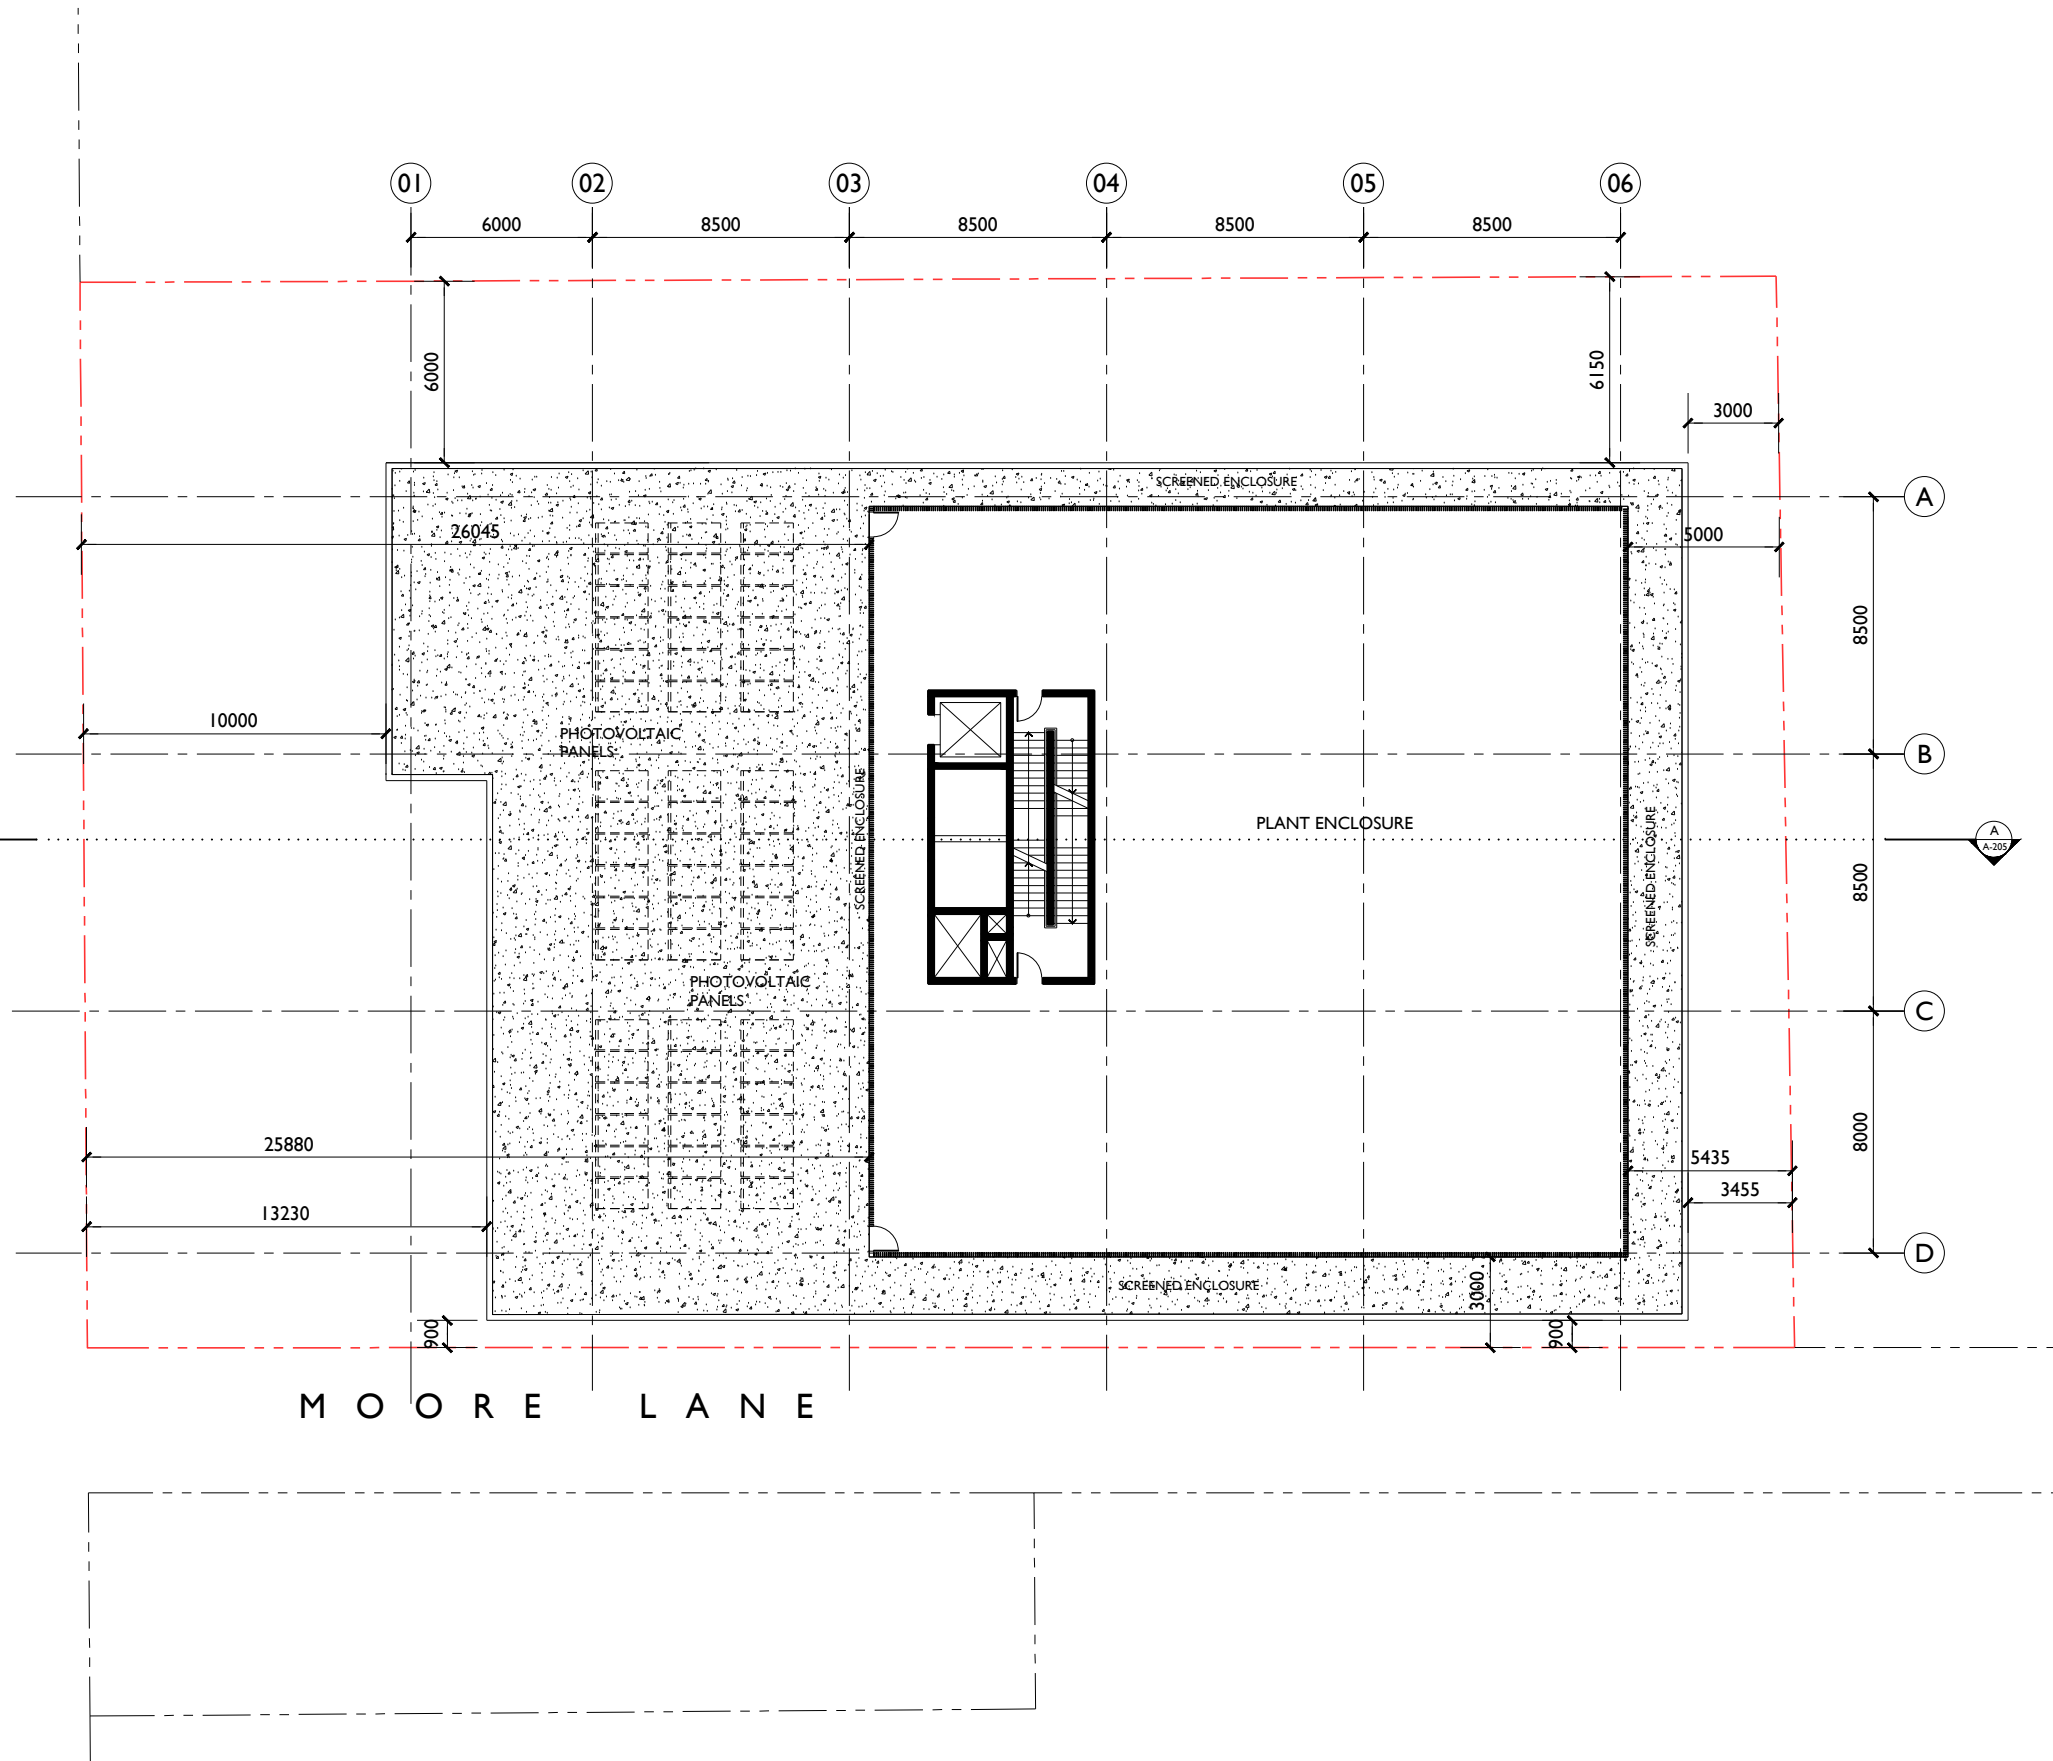 01 02 03 04 05 06
6000 8500 8500 8500 8500
6000
6150
3000
SCREENED ENCLOSURE
A
26045
5000
8500
10000
PHOTOVOLTAIC
PANELS
B
SCREENED ENCLOSURE
PLANT ENCLOSURE
SCREENED ENCLOSURE
A
A-205
8500
PHOTOVOLTAIC
PANELS
C
25880
8000
5435
3455
13230
D
SCREENED ENCLOSURE
3000
900
900
MOORE LANE